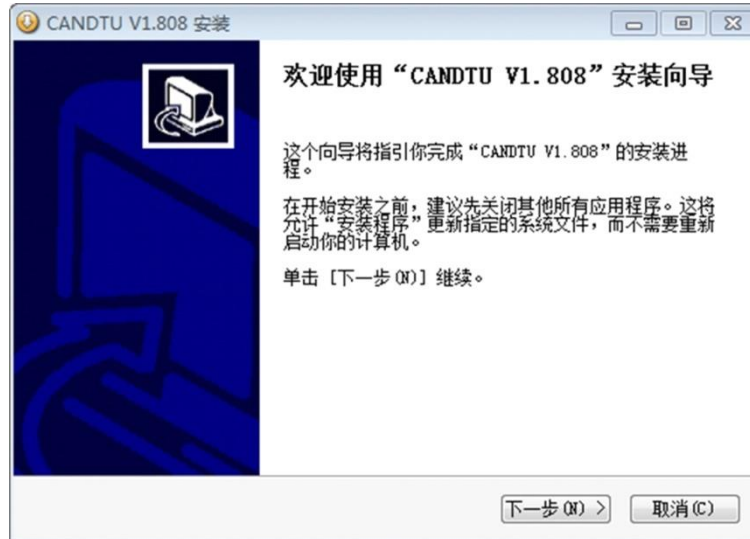 CANDTU V1.808 安装
欢迎使用“CANDTU V1.808”安装向导
这个向导将指引你完成“CANDTU V1.808”的安装进
程。
在开始安装之前，建议先关闭其他所有应用程序。这将
允许“安装程序”更新指定的系统文件，而不需要重新
启动你的计算机。
单击 [下一步(N)] 继续。
下一步(N) >
取消(C)